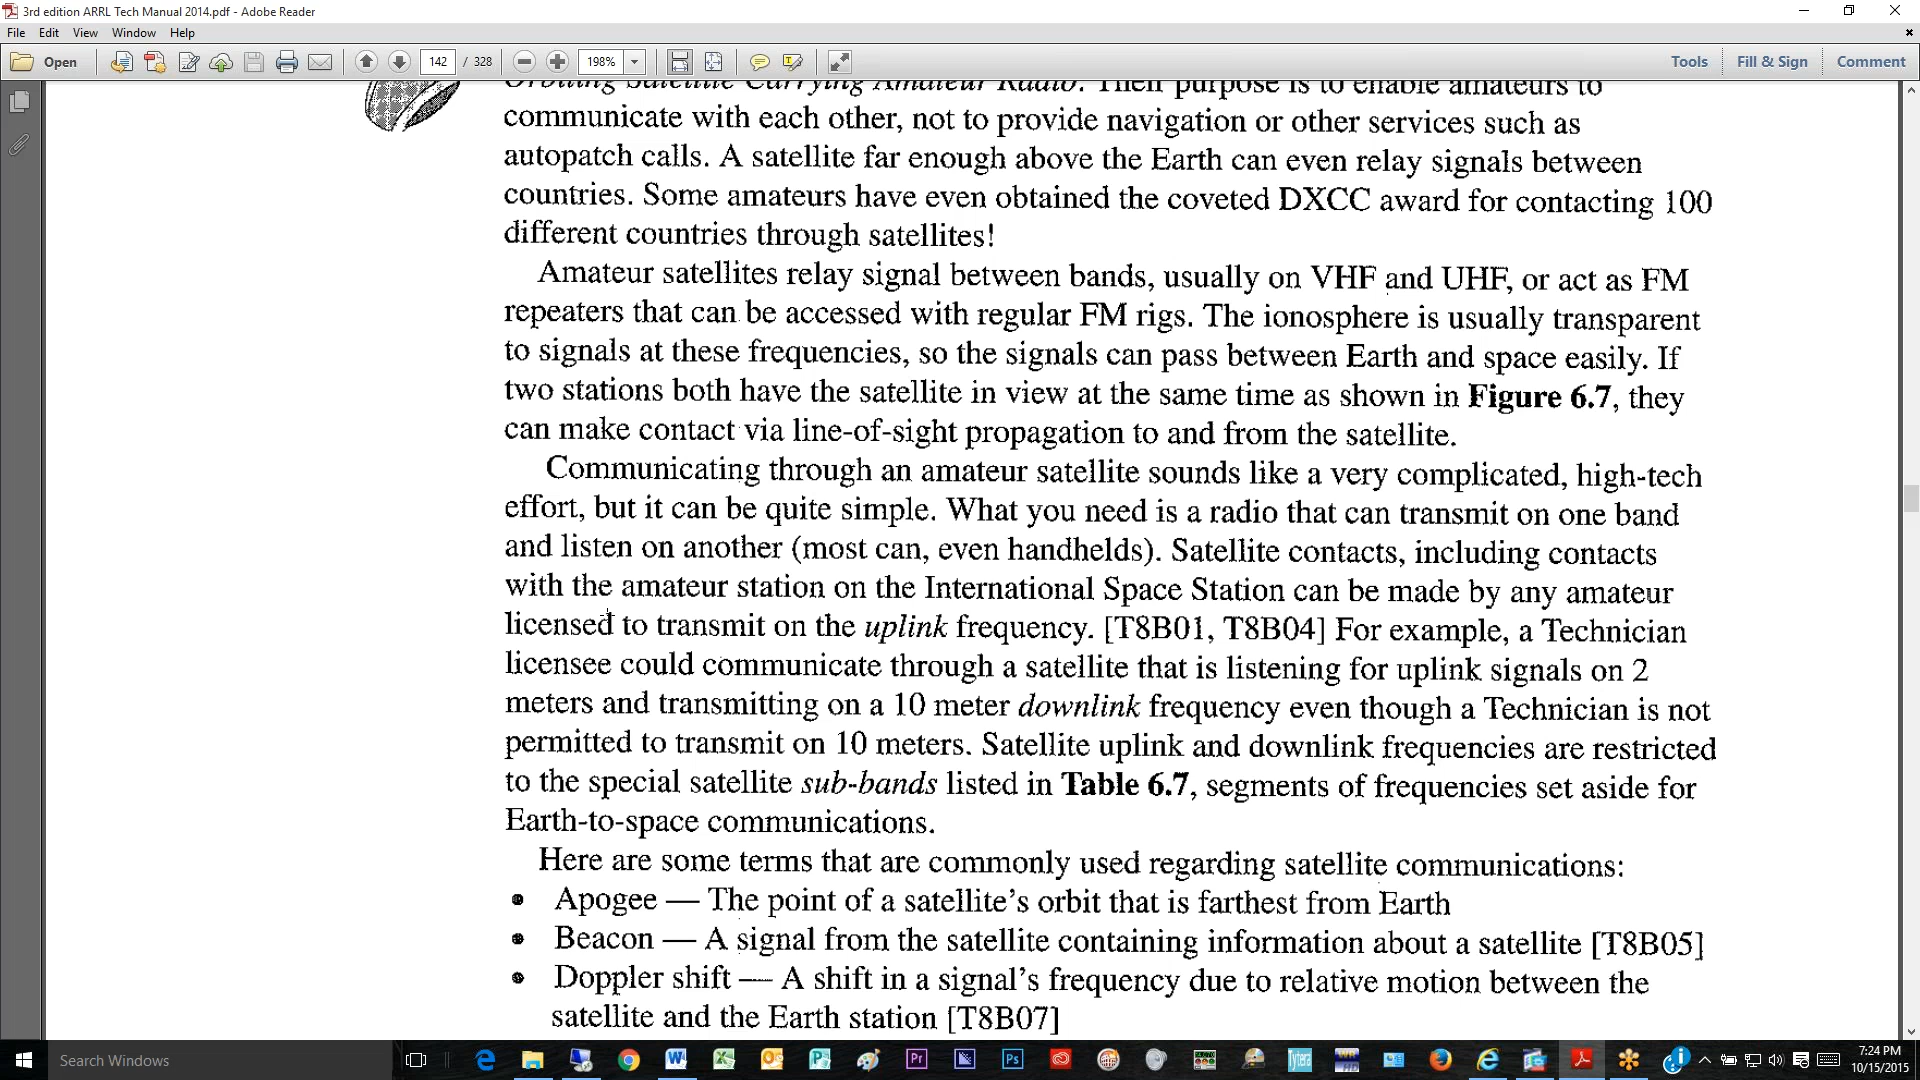 3rd edition ARRL Tech Manual 2014.pdf - Adobe Reader
File Edit View Window Help
Open 142 / 328 198% Tools Fill & Sign Comment
Orbiting Satellite Carrying Amateur Radio. Their purpose is to enable amateurs to
communicate with each other, not to provide navigation or other services such as
autopatch calls. A satellite far enough above the Earth can even relay signals between
countries. Some amateurs have even obtained the coveted DXCC award for contacting 100
different countries through satellites!
Amateur satellites relay signal between bands, usually on VHF and UHF, or act as FM
repeaters that can be accessed with regular FM rigs. The ionosphere is usually transparent
to signals at these frequencies, so the signals can pass between Earth and space easily. If
two stations both have the satellite in view at the same time as shown in Figure 6.7, they
can make contact via line-of-sight propagation to and from the satellite.
Communicating through an amateur satellite sounds like a very complicated, high-tech
effort, but it can be quite simple. What you need is a radio that can transmit on one band
and listen on another (most can, even handhelds). Satellite contacts, including contacts
with the amateur station on the International Space Station can be made by any amateur
licensed to transmit on the uplink frequency. [T8B01, T8B04] For example, a Technician
licensee could communicate through a satellite that is listening for uplink signals on 2
meters and transmitting on a 10 meter downlink frequency even though a Technician is not
permitted to transmit on 10 meters. Satellite uplink and downlink frequencies are restricted
to the special satellite sub-bands listed in Table 6.7, segments of frequencies set aside for
Earth-to-space communications.
Here are some terms that are commonly used regarding satellite communications:
• Apogee — The point of a satellite's orbit that is farthest from Earth
• Beacon — A signal from the satellite containing information about a satellite [T8B05]
• Doppler shift — A shift in a signal's frequency due to relative motion between the
satellite and the Earth station [T8B07]
Search Windows
Pr
Ps
Tytera
7:24 PM
10/15/2015